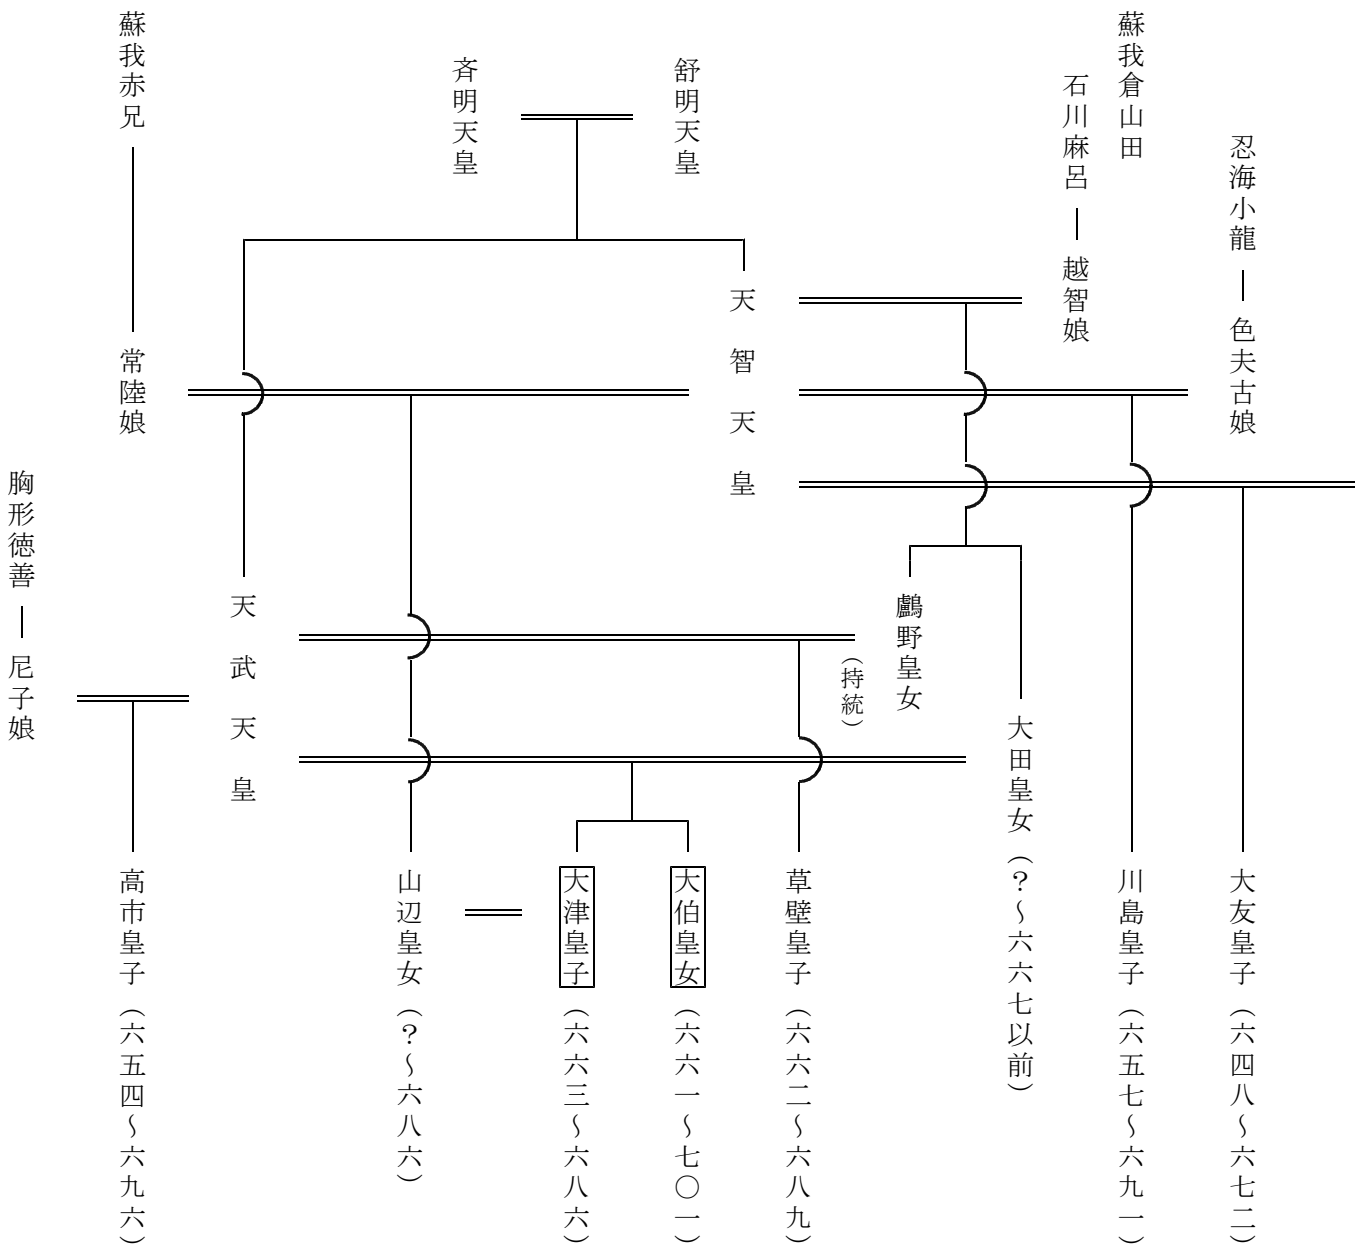 忍海小龍
色夫古娘
大友皇子（六四八～六七二）
蘇我倉山田
石川麻呂
越智娘
川島皇子（六五七～六九一）
大田皇女（？～六六七以前）
鸕野皇女
（持統）
草壁皇子（六六二～六八九）
天智天皇
舒明天皇
大伯皇女（六六一～七〇一）
大津皇子（六六三～六八六）
斉明天皇
山辺皇女（？～六八六）
天武天皇
蘇我赤兄
常陸娘
高市皇子（六五四～六九六）
胸形徳善
尼子娘